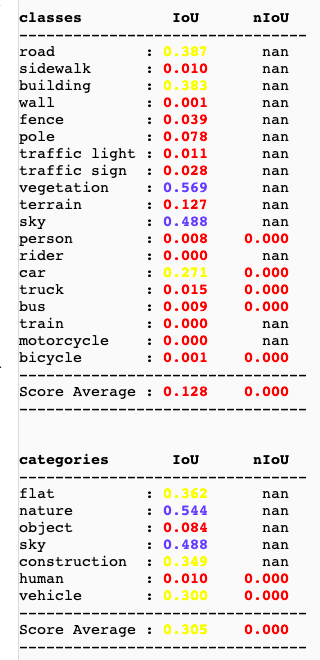 classes IoU nIoU
--------------------------------
road : 0.387 nan
sidewalk : 0.010 nan
building : 0.383 nan
wall : 0.001 nan
fence : 0.039 nan
pole : 0.078 nan
traffic light : 0.011 nan
traffic sign : 0.028 nan
vegetation : 0.569 nan
terrain : 0.127 nan
sky : 0.488 nan
person : 0.008 0.000
rider : 0.000 nan
car : 0.271 0.000
truck : 0.015 0.000
bus : 0.009 0.000
train : 0.000 nan
motorcycle : 0.000 nan
bicycle : 0.001 0.000
--------------------------------
Score Average : 0.128 0.000
--------------------------------
categories IoU nIoU
--------------------------------
flat : 0.362 nan
nature : 0.544 nan
object : 0.084 nan
sky : 0.488 nan
construction : 0.349 nan
human : 0.010 0.000
vehicle : 0.300 0.000
--------------------------------
Score Average : 0.305 0.000
--------------------------------